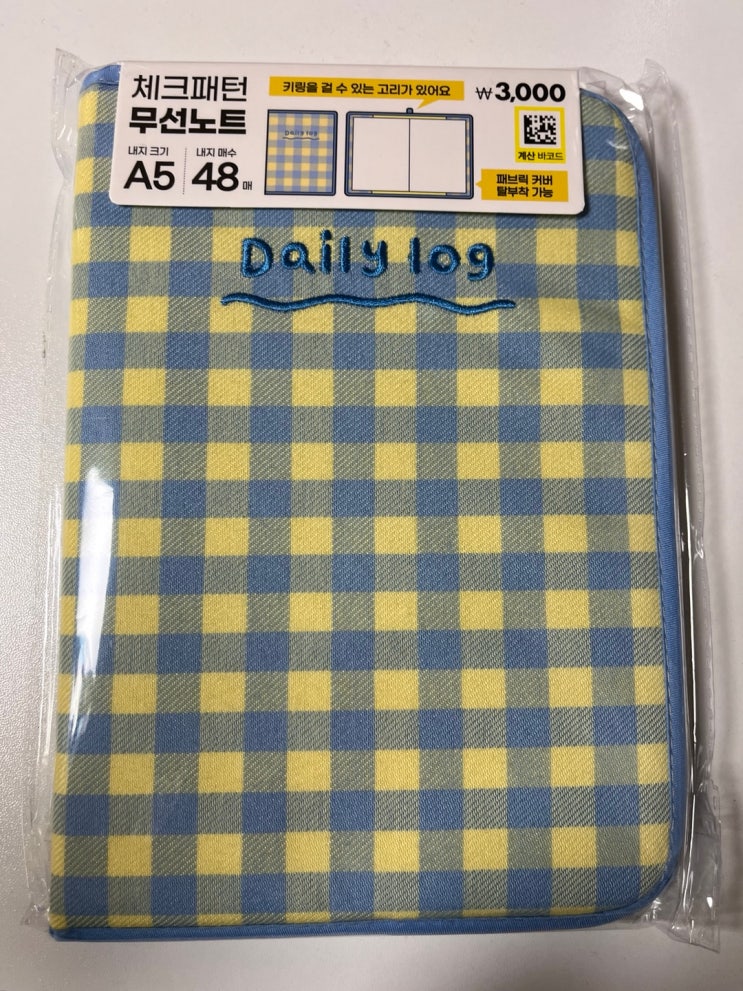 체크패턴
무선노트
내지 크기
A5
내지 매수
48매
키링을 걸 수 있는 고리가 있어요
Daily log
₩3,000
계산 바코드
패브릭 커버
탈부착 가능
Daily log